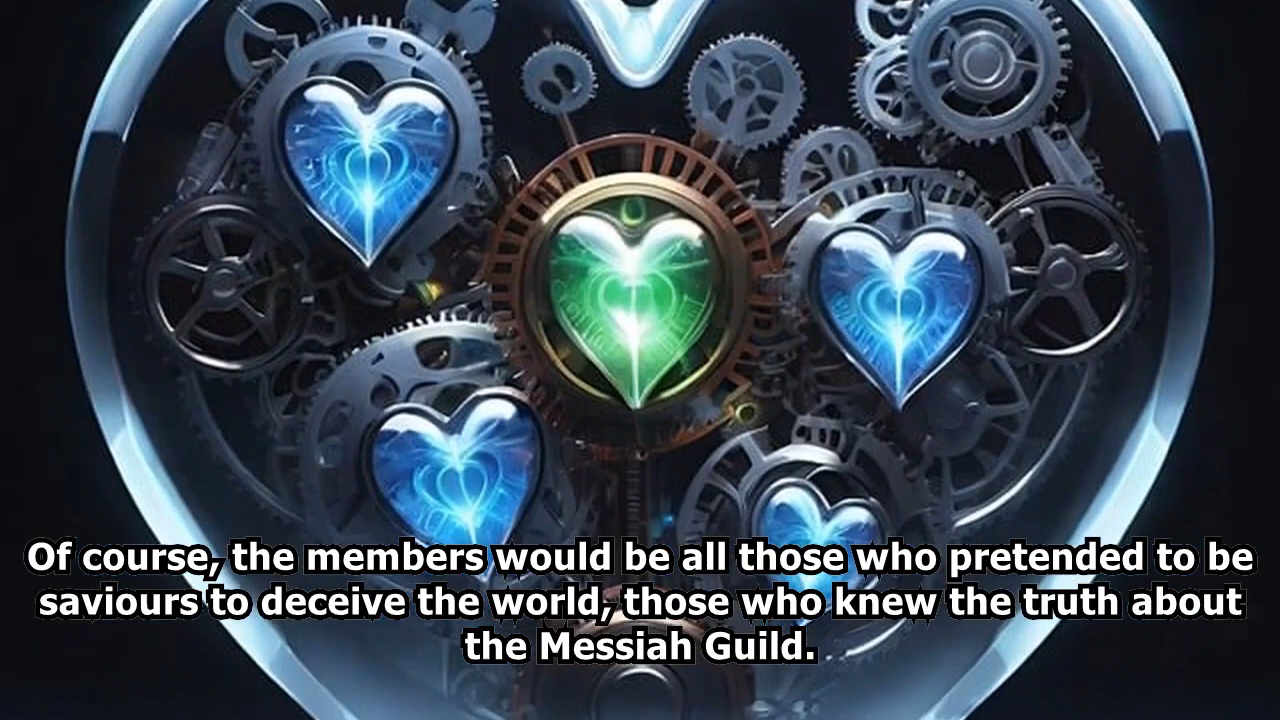 Of course, the members would be all those who pretended to be
saviours to deceive the world, those who knew the truth about
the Messiah Guild.